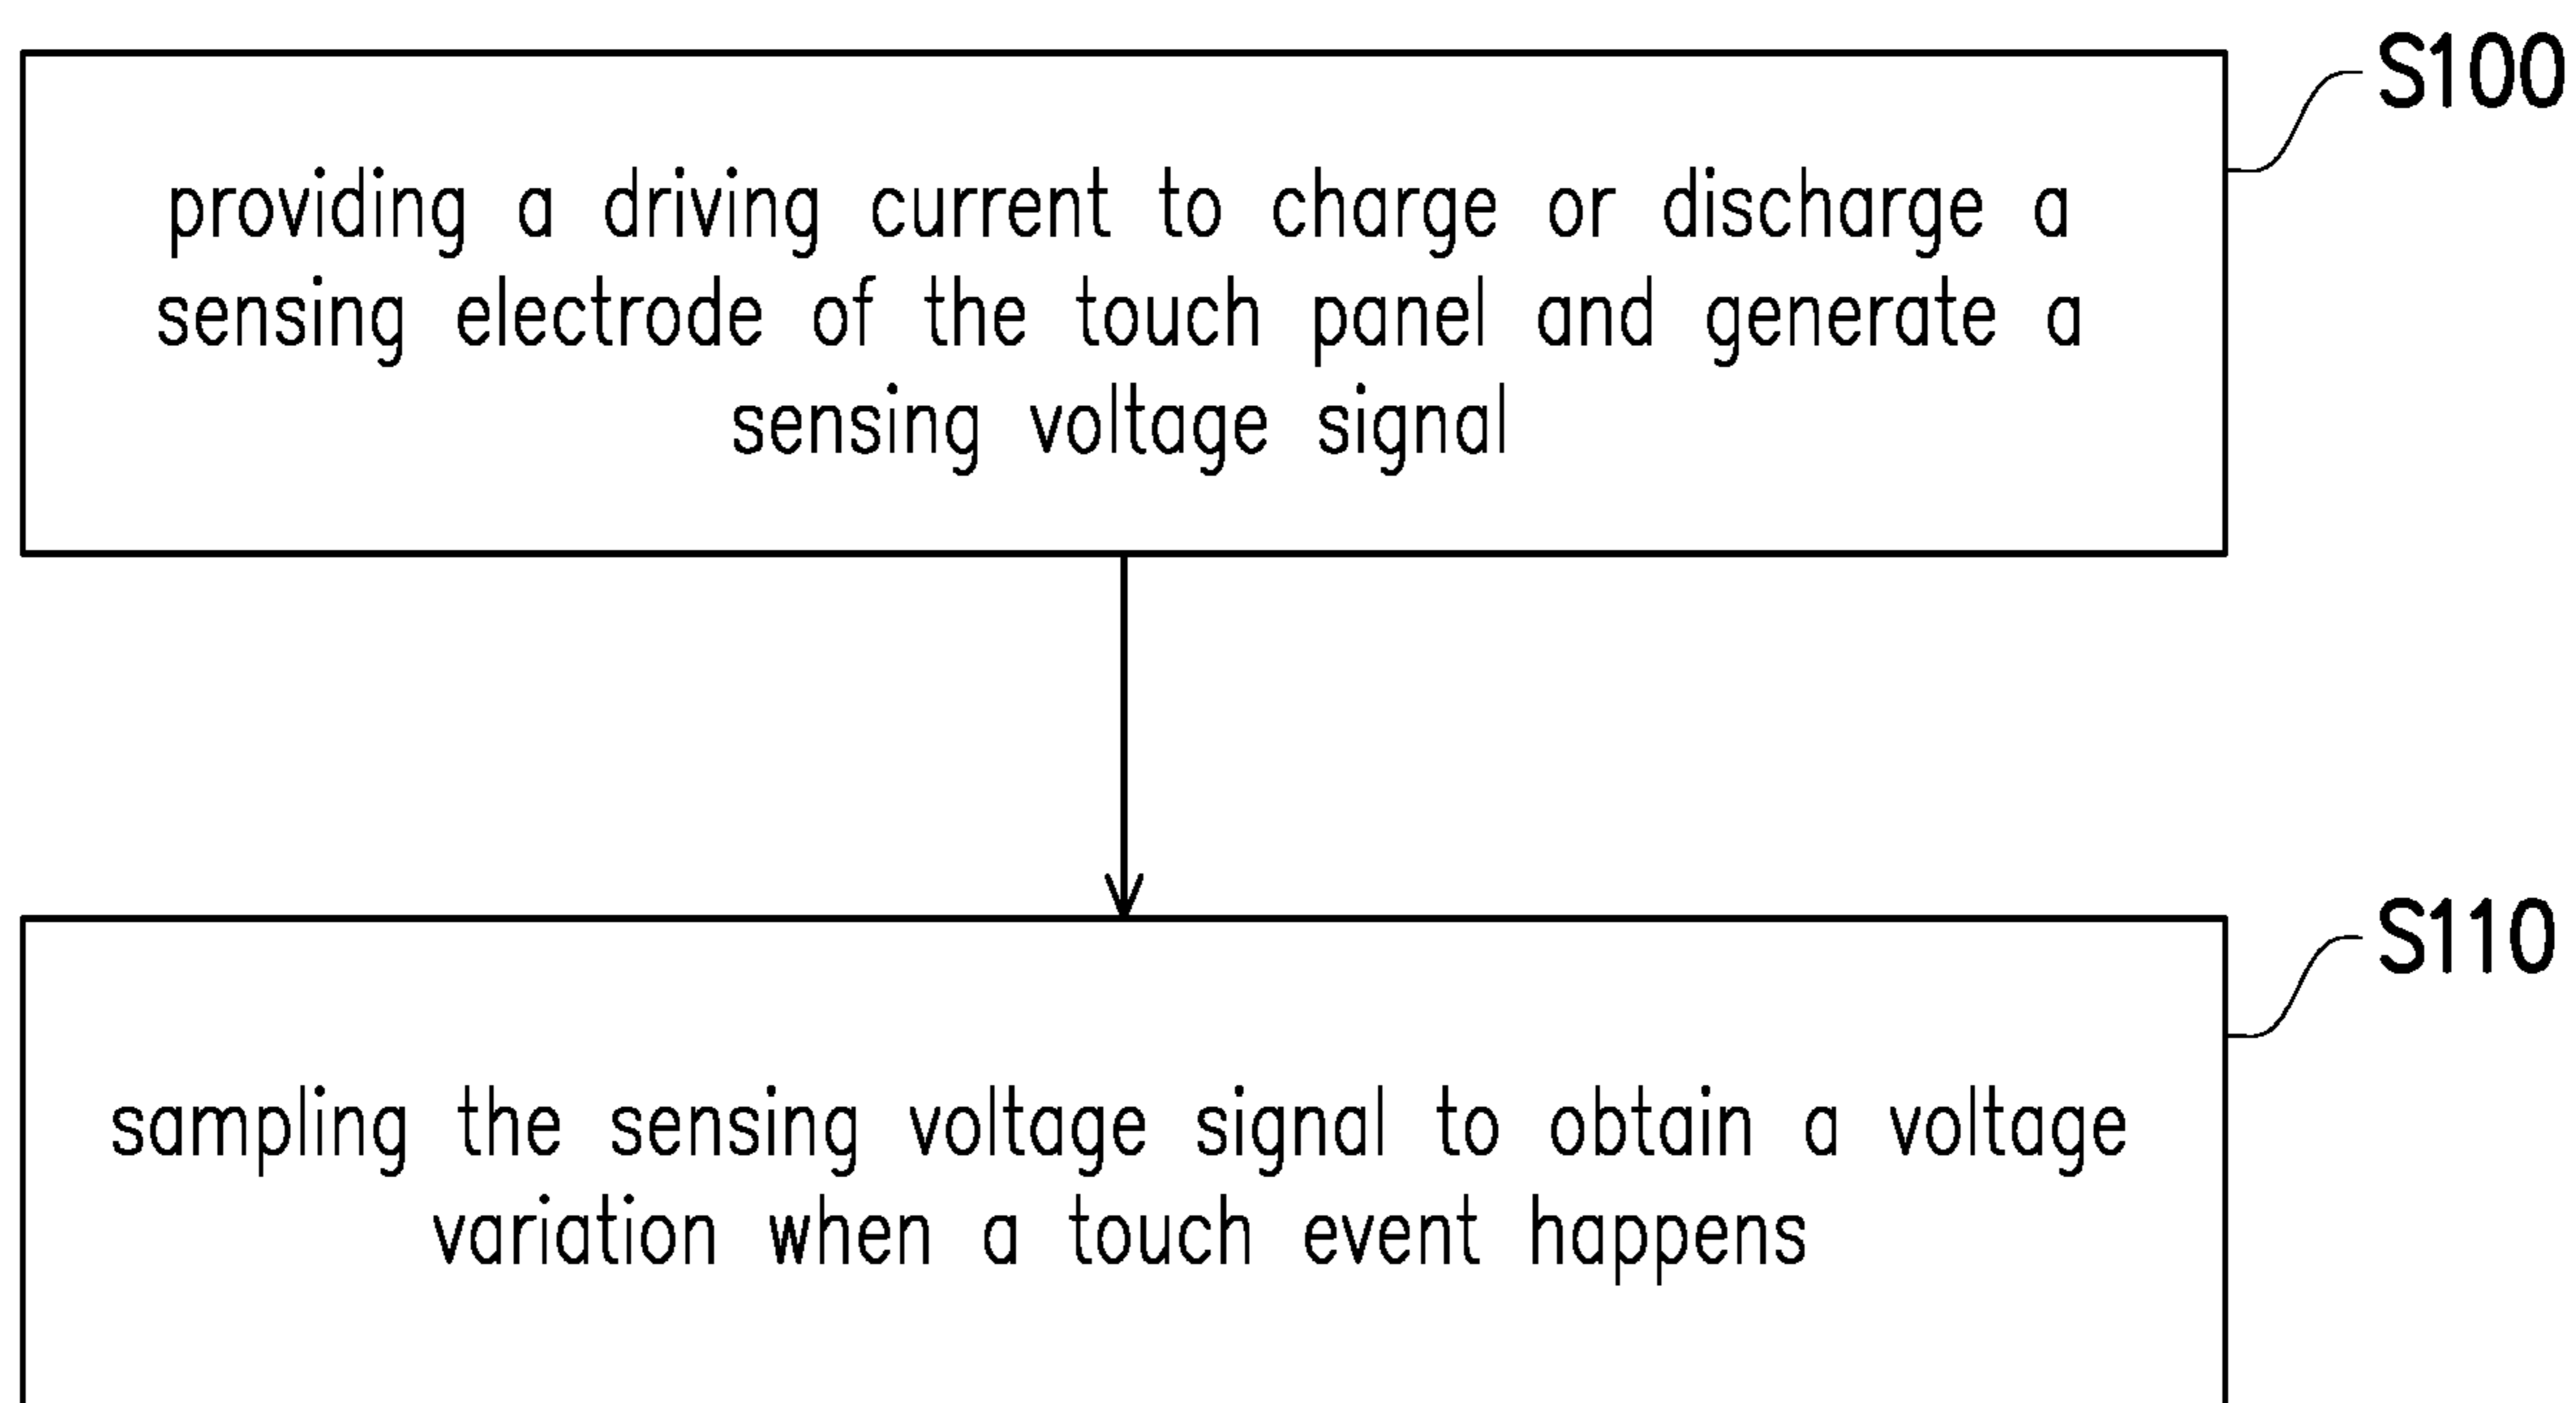 S100
providing a driving current to charge or discharge a
sensing electrode of the touch panel and generate a
sensing voltage signal
S110
sampling the sensing voltage signal to obtain a voltage
variation when a touch event happens